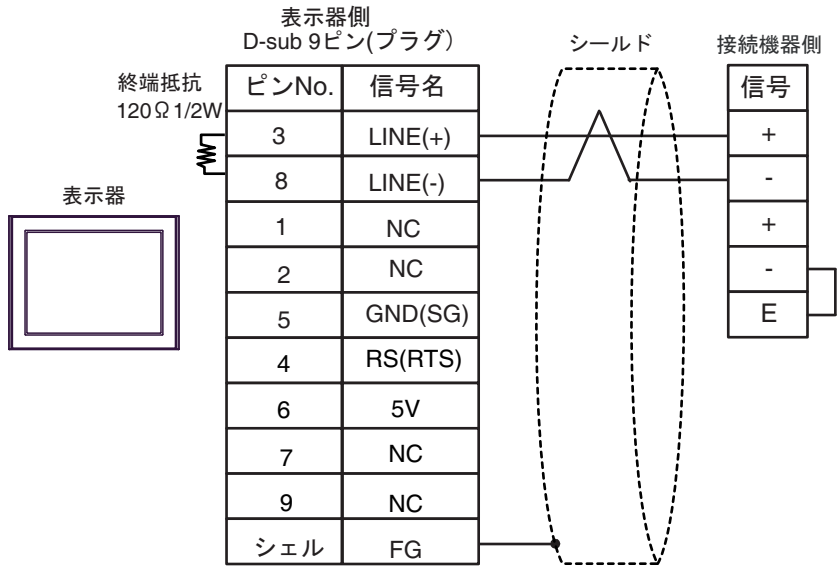 表示器側
D-sub 9ピン(プラグ)
シールド
接続機器側
終端抵抗
120Ω1/2W
ピンNo. 信号名 信号
3 LINE(+) +
8 LINE(-) -
表示器
1 NC +
2 NC -
5 GND(SG) E
4 RS(RTS)
6 5V
7 NC
9 NC
シェル FG